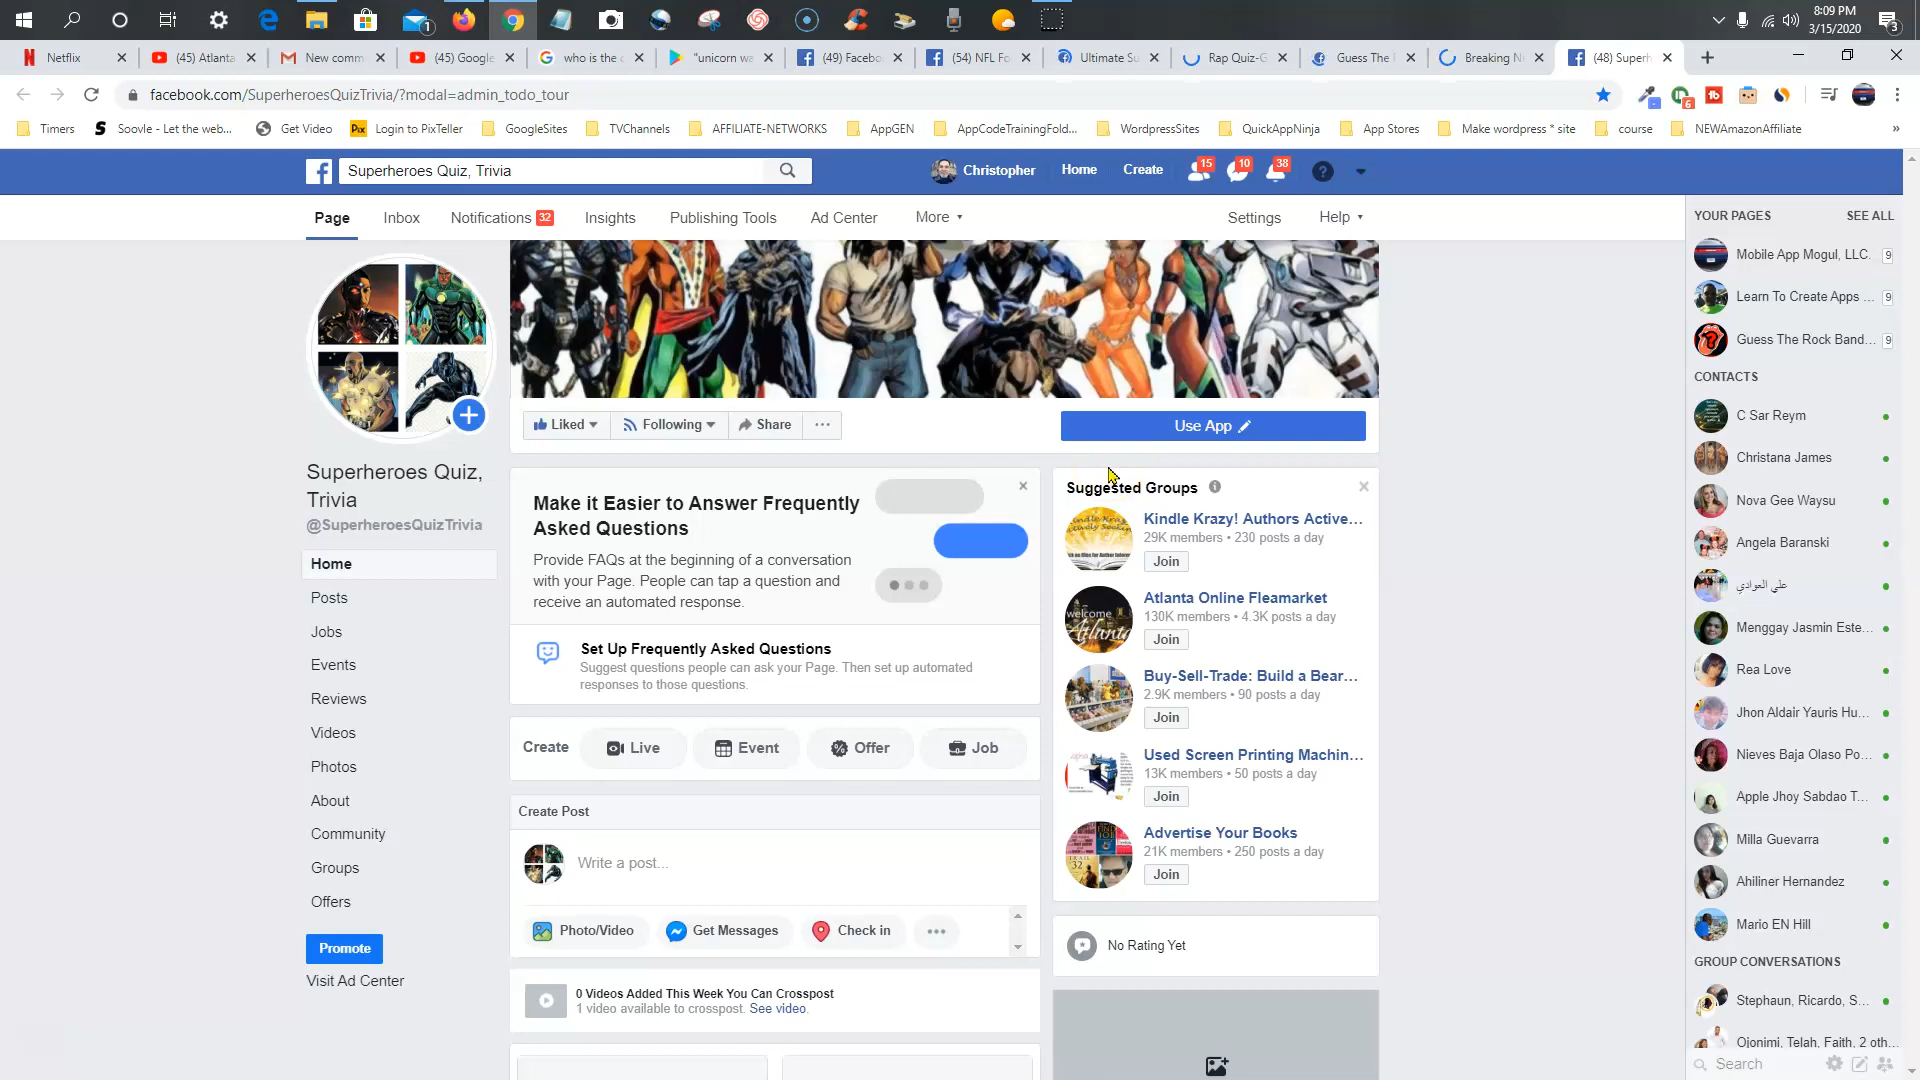 1
8:09 PM
3/15/2020
3
Netflix
(45) Atlanta
New comm
(45) Google
who is the c
"unicorn wa
(49) Facebo
(54) NFL Fo
Ultimate Su
Rap Quiz-G
Guess The
Breaking N
(48) Superh
facebook.com/SuperheroesQuizTrivia/?modal=admin_todo_tour
6
Timers
Soovle - Let the web...
Get Video
Pix Login to PixTeller
GoogleSites
TVChannels
AFFILIATE-NETWORKS
AppGEN
AppCodeTrainingFold...
WordpressSites
QuickAppNinja
App Stores
Make wordpress * site
course
NEWAmazonAffiliate
»
Superheroes Quiz, Trivia
Christopher
Home
Create
15
10
38
Page
Inbox
Notifications 32
Insights
Publishing Tools
Ad Center
More
Settings
Help
Superheroes Quiz,
Trivia
@SuperheroesQuizTrivia
Home
Posts
Jobs
Events
Reviews
Videos
Photos
About
Community
Groups
Offers
Promote
Visit Ad Center
Liked
Following
Share
...
Use App
Make it Easier to Answer Frequently
Asked Questions
Provide FAQs at the beginning of a conversation
with your Page. People can tap a question and
receive an automated response.
Set Up Frequently Asked Questions
Suggest questions people can ask your Page. Then set up automated
responses to those questions.
Create
Live
Event
Offer
Job
Create Post
Write a post...
Photo/Video
Get Messages
Check in
...
0 Videos Added This Week You Can Crosspost
1 video available to crosspost. See video.
Suggested Groups
Kindle Krazy! Authors Active...
29K members • 230 posts a day
Join
welcome
Atlanta
Atlanta Online Fleamarket
130K members • 4.3K posts a day
Join
Buy-Sell-Trade: Build a Bear...
2.9K members • 90 posts a day
Join
Used Screen Printing Machin...
13K members • 50 posts a day
Join
Advertise Your Books
21K members • 250 posts a day
Join
No Rating Yet
YOUR PAGES
SEE ALL
Mobile App Mogul, LLC.
9
Learn To Create Apps ...
9
Guess The Rock Band...
9
CONTACTS
C Sar Reym
Christana James
Nova Gee Waysu
Angela Baranski
علي العوادي
Menggay Jasmin Este...
Rea Love
Jhon Aldair Yauris Hu...
Nieves Baja Olaso Po...
Apple Jhoy Sabdao T...
Milla Guevarra
Ahiliner Hernandez
Mario EN Hill
GROUP CONVERSATIONS
Stephaun, Ricardo, S...
Ojonimi, Telah, Faith, 2 oth...
Search